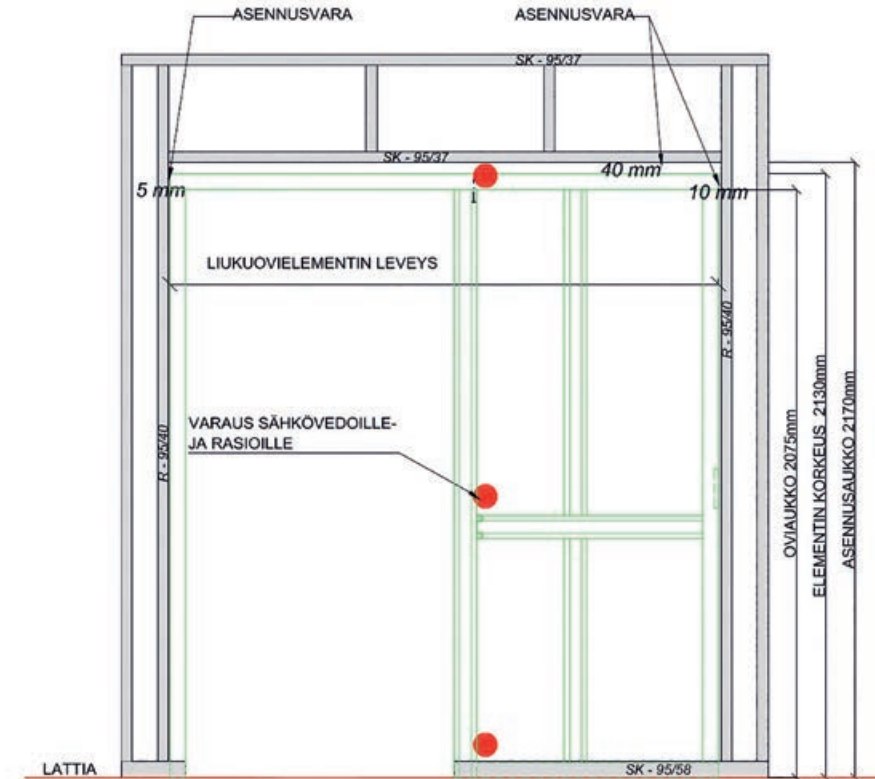 ASENNUSVARA
ASENNUSVARA
SK - 95/37
SK - 95/37
40 mm
5 mm
10 mm
LIUKUOVIELEMENTIN LEVEYS
R - 95/40
R - 95/40
VARAUS SÄHKÖVEDOILLE-
JA RASIOILLE
OVIAUKKO 2075mm
ELEMENTIN KORKEUS 2130mm
ASENNUSAUKKO 2170mm
LATTIA
SK - 95/58